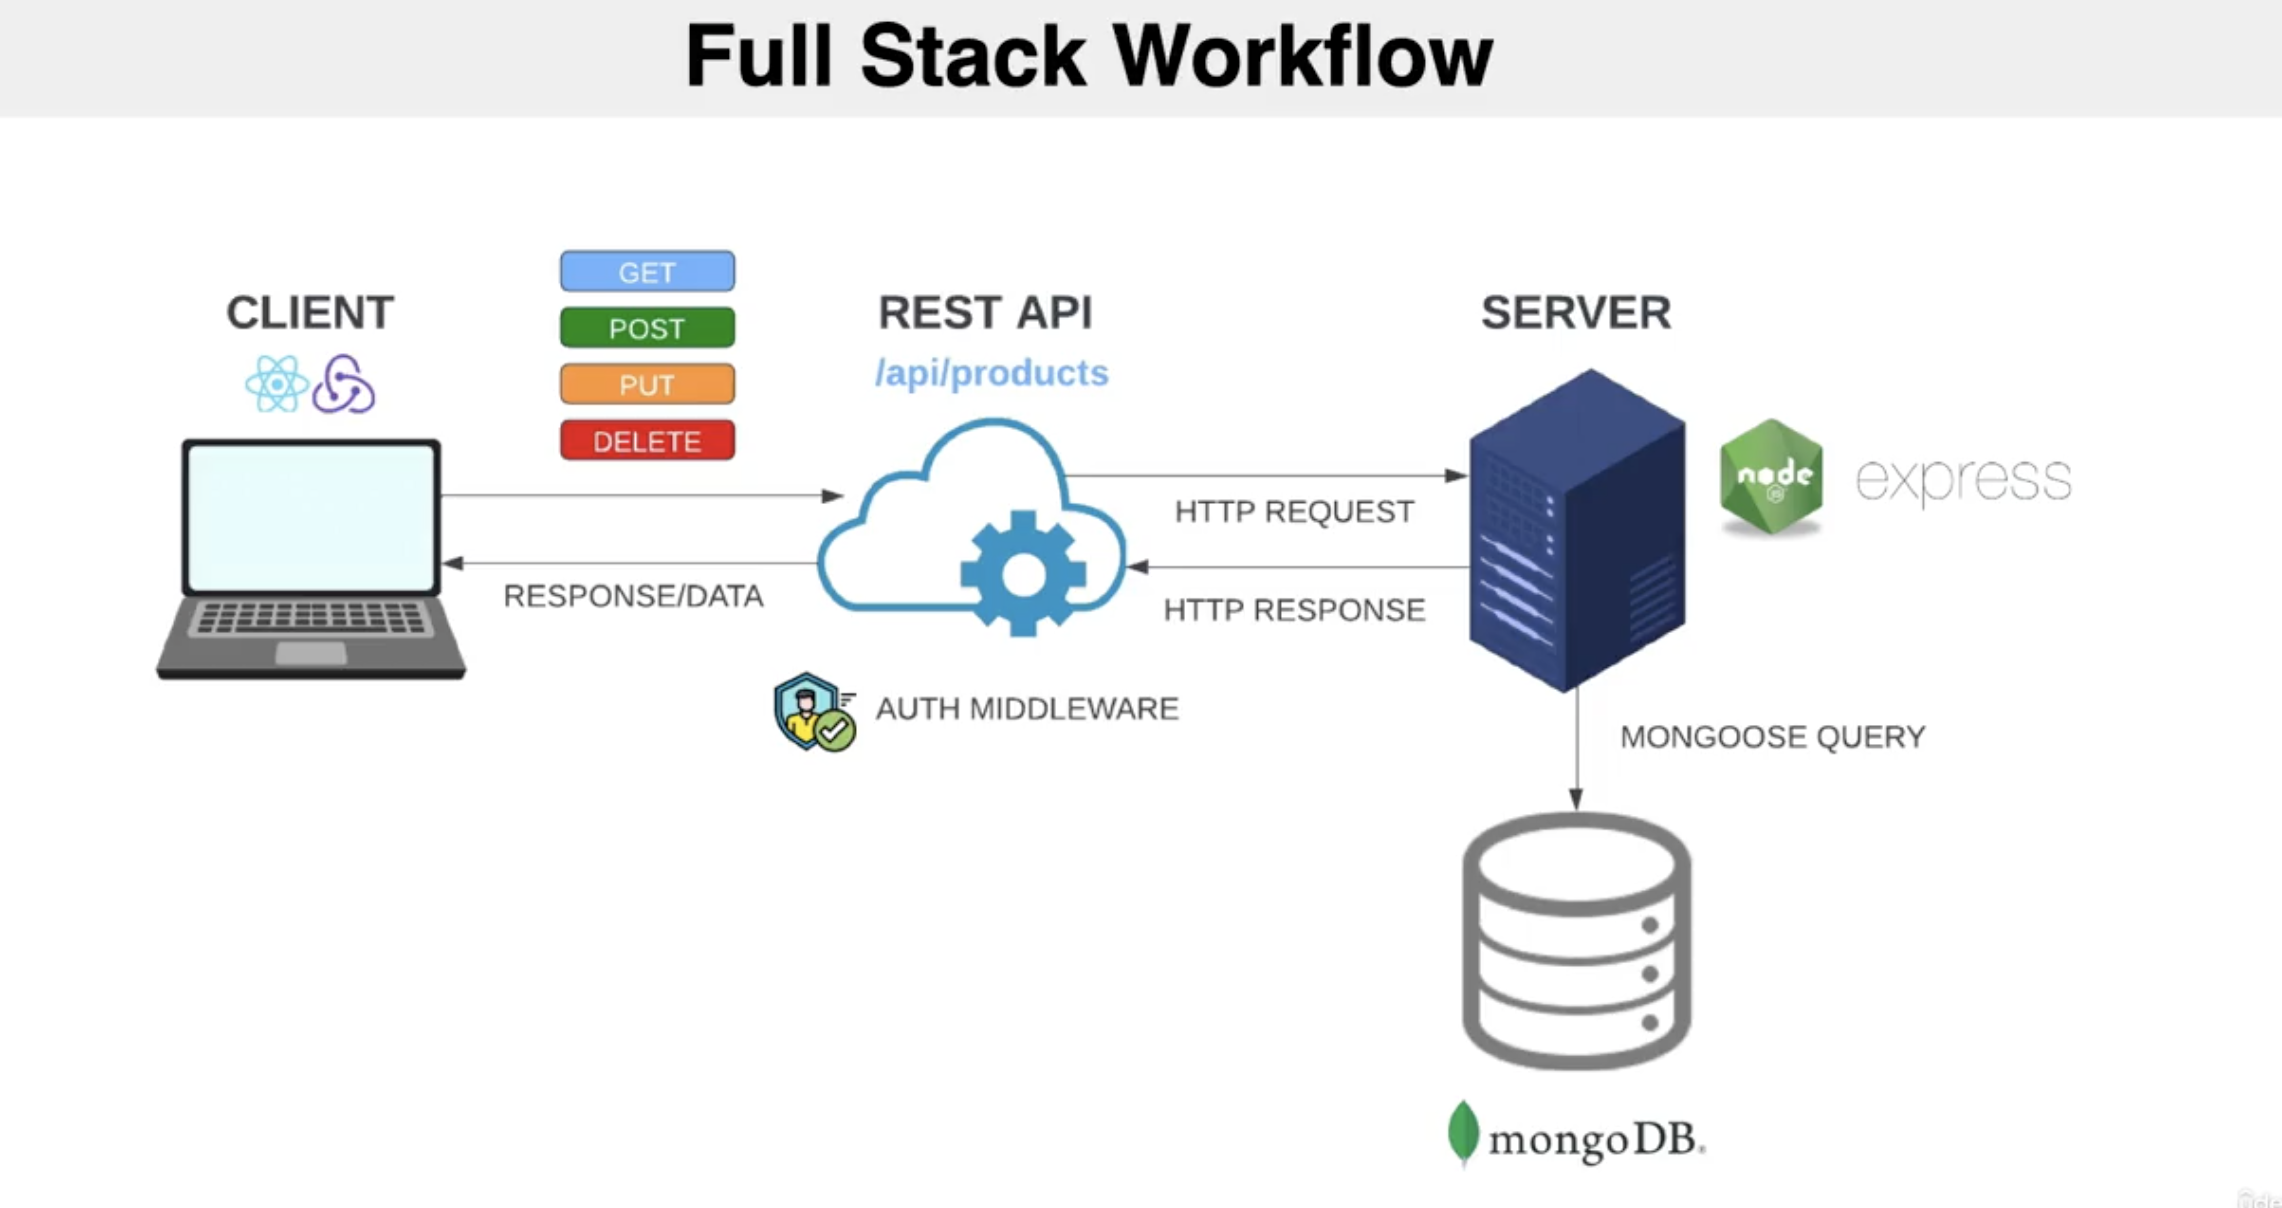 Full Stack Workflow
CLIENT
GET
POST
PUT
DELETE
REST API
/api/products
SERVER
node
JS
express
HTTP REQUEST
RESPONSE/DATA
HTTP RESPONSE
AUTH MIDDLEWARE
MONGOOSE QUERY
mongoDB®